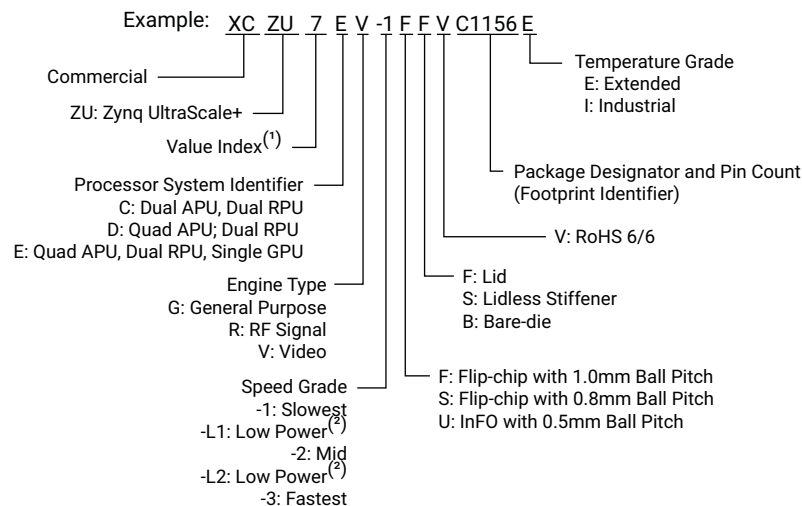 Example: XC ZU 7 E V -1 F F V C1156 E
Commercial
ZU: Zynq UltraScale+
Value Index(1)
Processor System Identifier
C: Dual APU, Dual RPU
D: Quad APU; Dual RPU
E: Quad APU, Dual RPU, Single GPU
Engine Type
G: General Purpose
R: RF Signal
V: Video
Speed Grade
-1: Slowest
-L1: Low Power(2)
-2: Mid
-L2: Low Power(2)
-3: Fastest
Temperature Grade
E: Extended
I: Industrial
Package Designator and Pin Count
(Footprint Identifier)
V: RoHS 6/6
F: Lid
S: Lidless Stiffener
B: Bare-die
F: Flip-chip with 1.0mm Ball Pitch
S: Flip-chip with 0.8mm Ball Pitch
U: InFO with 0.5mm Ball Pitch